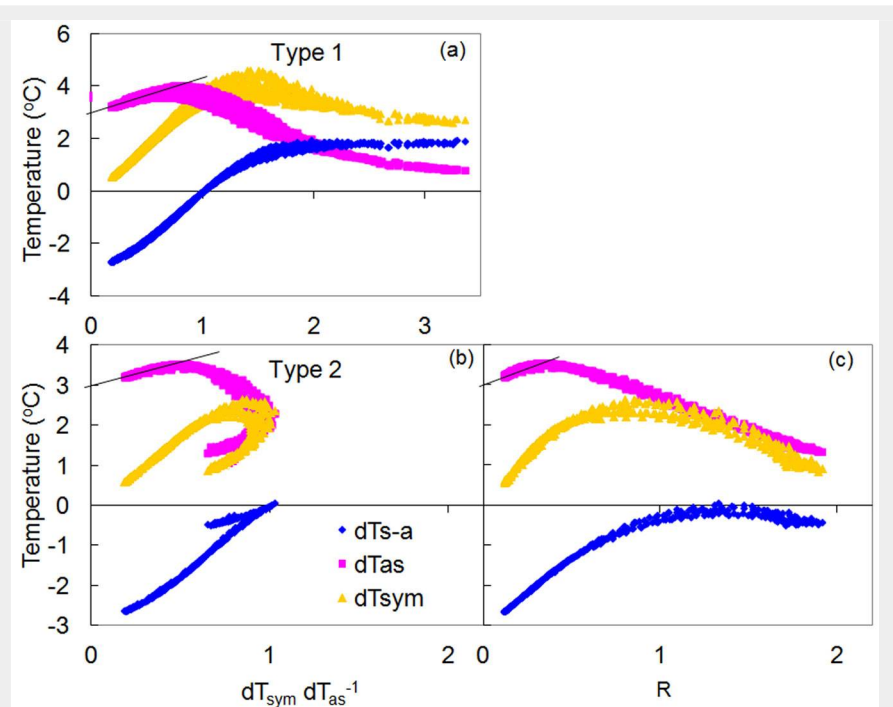 6
4
2
0
-2
-4
Temperature (°C)
Type 1
(a)
0 1 2 3
4
3
2
1
0
-1
-2
-3
Temperature (°C)
Type 2
(b)
(c)
dTs-a
dTas
dTsym
0 1 2 0 1 2
dTsym dTas-1
R